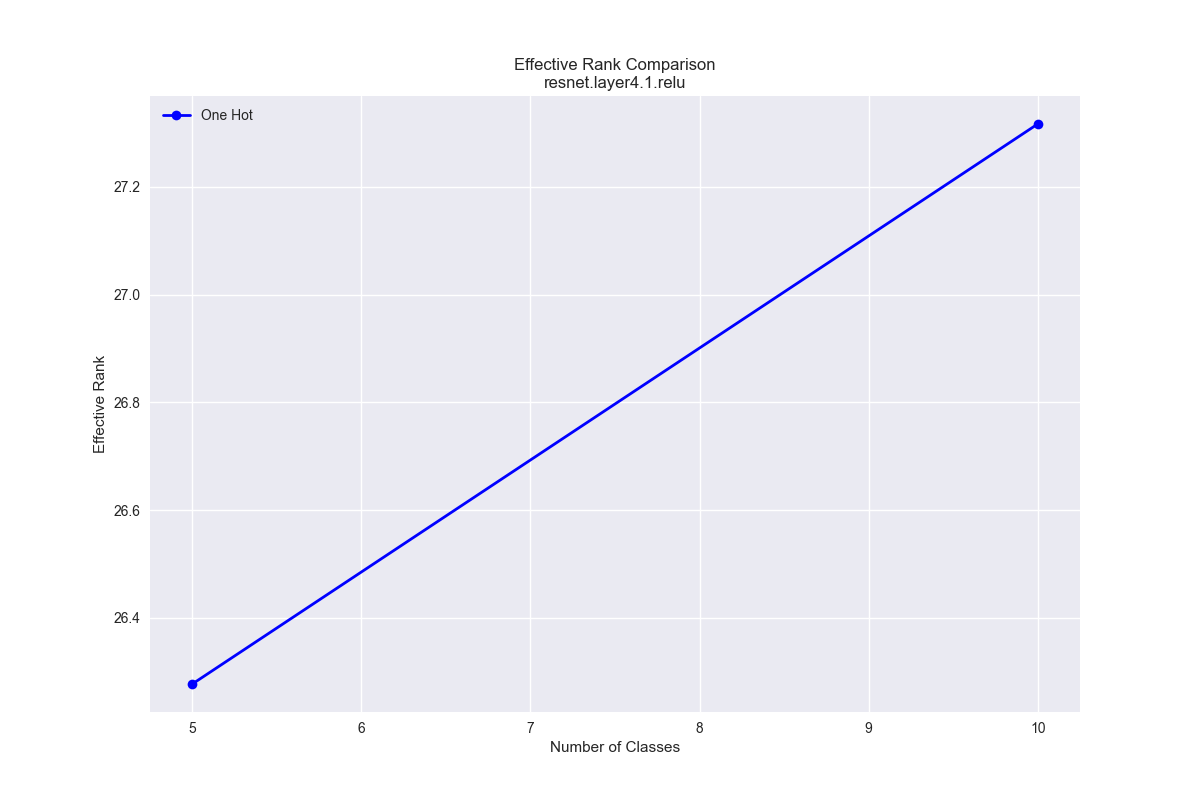 Effective Rank Comparison
resnet.layer4.1.relu
One Hot
27.2
27.0
26.8
26.6
26.4
Effective Rank
5 6 7 8 9 10
Number of Classes